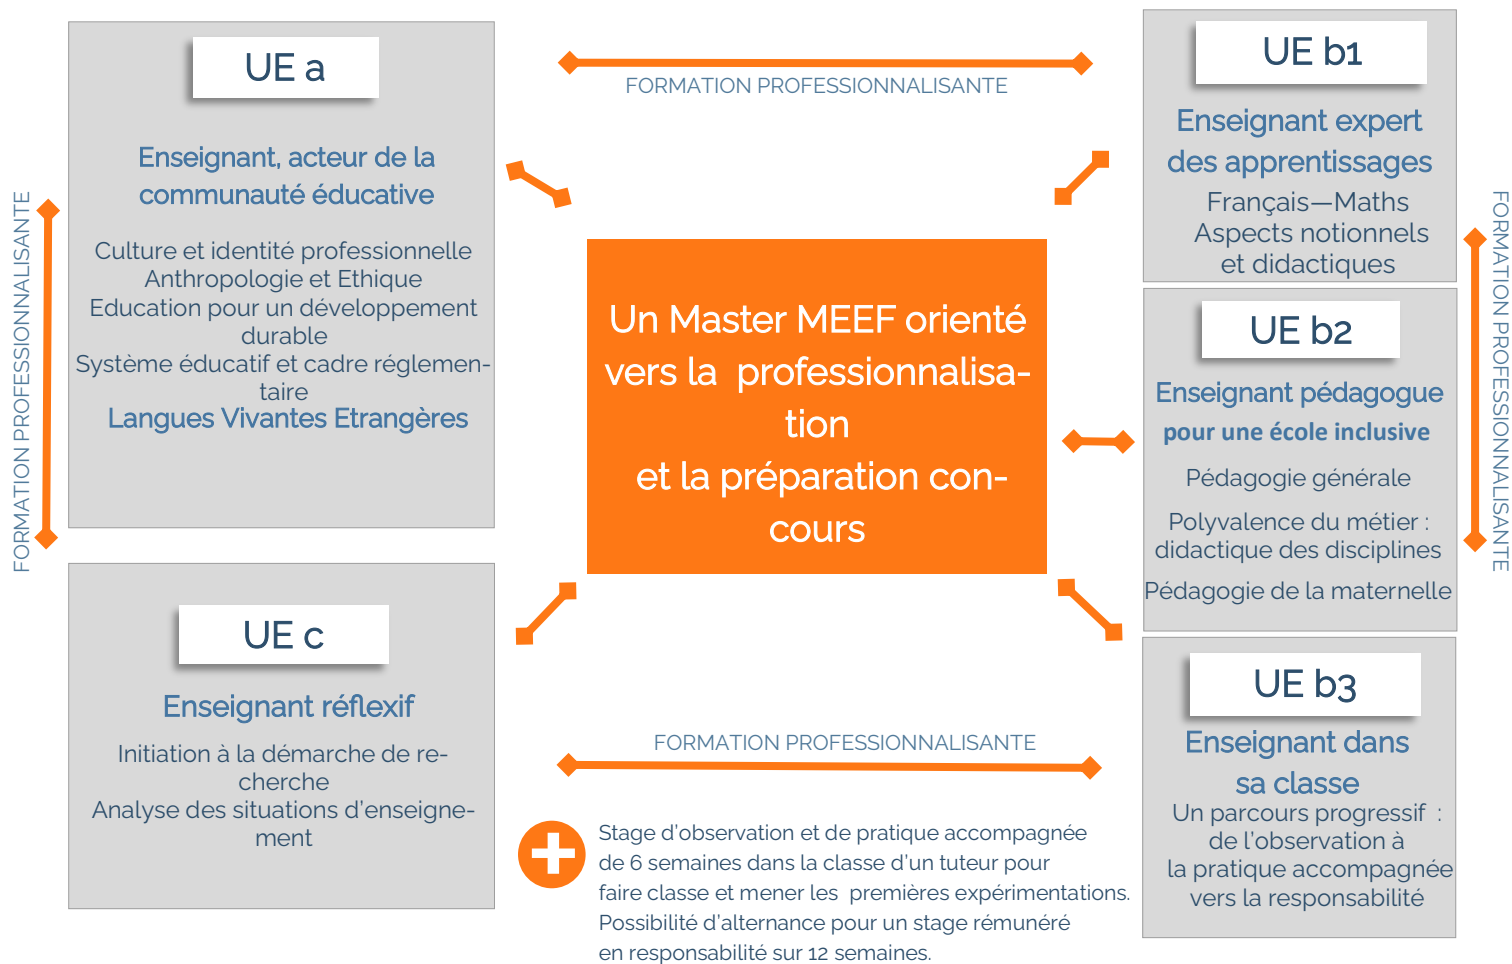 UE a
Enseignant, acteur de la
communauté éducative
Culture et identité professionnelle
Anthropologie et Ethique
Education pour un développement
durable
Système éducatif et cadre réglemen-
taire
Langues Vivantes Etrangères
FORMATION PROFESSIONNALISANTE
FORMATION PROFESSIONNALISANTE
UE b1
Enseignant expert
des apprentissages
Français—Maths
Aspects notionnels
et didactiques
Un Master MEEF orienté
vers la professionnalisa-
tion
et la préparation con-
cours
UE b2
Enseignant pédagogue
pour une école inclusive
Pédagogie générale
Polyvalence du métier :
didactique des disciplines
Pédagogie de la maternelle
FORMATION PROFESSIONNALISANTE
UE c
Enseignant réflexif
Initiation à la démarche de re-
cherche
Analyse des situations d’enseigne-
ment
FORMATION PROFESSIONNALISANTE
Stage d’observation et de pratique accompagnée
de 6 semaines dans la classe d’un tuteur pour
faire classe et mener les premières expérimentations.
Possibilité d’alternance pour un stage rémunéré
en responsabilité sur 12 semaines.
UE b3
Enseignant dans
sa classe
Un parcours progressif :
de l’observation à
la pratique accompagnée
vers la responsabilité